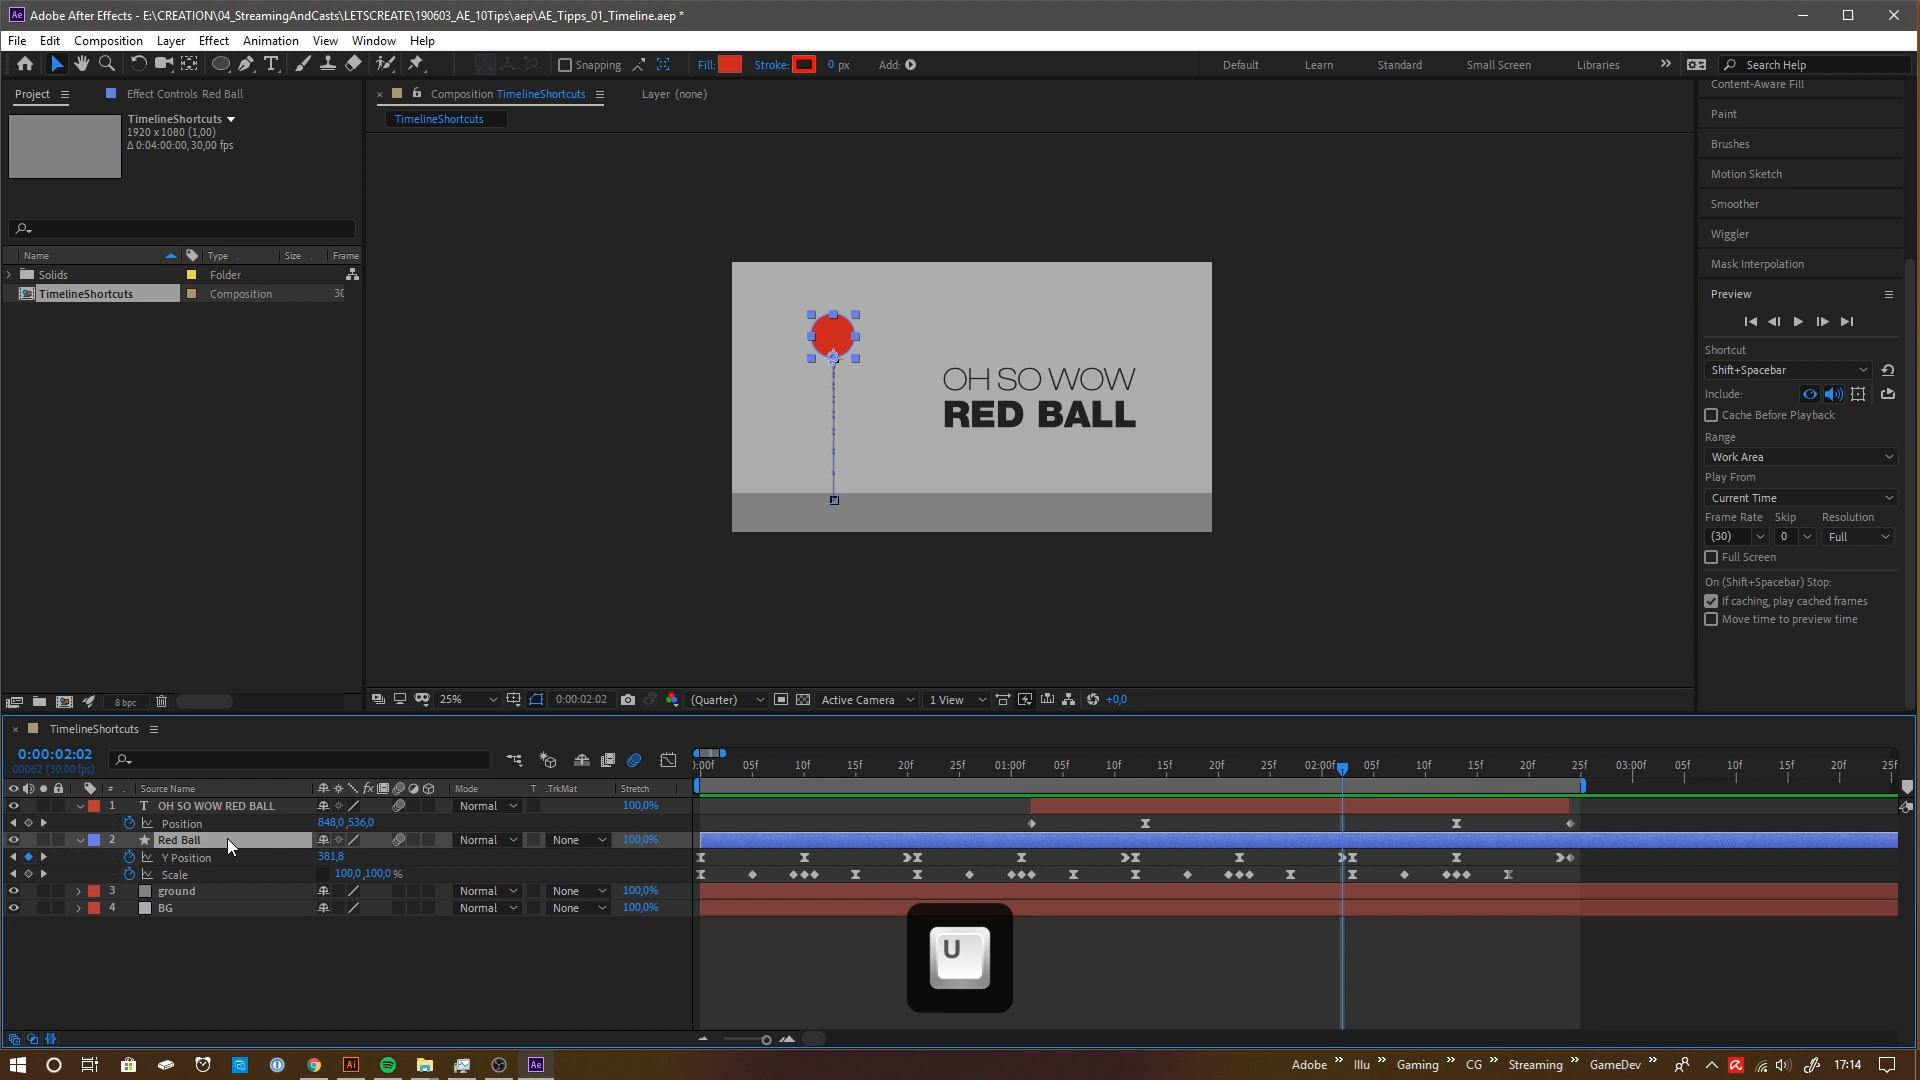 Adobe After Effects - E:\CREATION\04_StreamingAndCasts\LETSCREATE\190603_AE_10Tips\aep\AE_Tipps_01_Timeline.aep *
File Edit Composition Layer Effect Animation View Window Help
Snapping Fill: Stroke: 0 px Add: Default Learn Standard Small Screen Libraries Search Help
Project Effect Controls Red Ball
Composition TimelineShortcuts Layer (none)
TimelineShortcuts
TimelineShortcuts
1920 x 1080 (1,00)
Δ 0:04:00:00, 30,00 fps
Name Type Size Frame
Solids Folder
TimelineShortcuts Composition 30
OH SO WOW
RED BALL
Content-Aware Fill
Paint
Brushes
Motion Sketch
Smoother
Wiggler
Mask Interpolation
Preview
Shortcut
Shift+Spacebar
Include:
Cache Before Playback
Range
Work Area
Play From
Current Time
Frame Rate Skip Resolution
(30) 0 Full
Full Screen
On (Shift+Spacebar) Stop:
If caching, play cached frames
Move time to preview time
8 bpc
25% 0:00:02:02 (Quarter) Active Camera 1 View +0,0
TimelineShortcuts
0:00:02:02
00062 (30.00 fps)
):00f 05f 10f 15f 20f 25f 01:00f 05f 10f 15f 20f 25f 02:00f 05f 10f 15f 20f 25f 03:00f 05f 10f 15f 20f 25f
# Source Name fx Mode T .TrkMat Stretch
1 T OH SO WOW RED BALL Normal 100,0%
Position 848,0 ,536,0
2 Red Ball Normal None 100,0%
Y Position 381,8
Scale 100,0 ,100,0 %
3 ground Normal None 100,0%
4 BG Normal None 100,0%
U
Ai Ae Adobe Illu Gaming CG Streaming GameDev 17:14